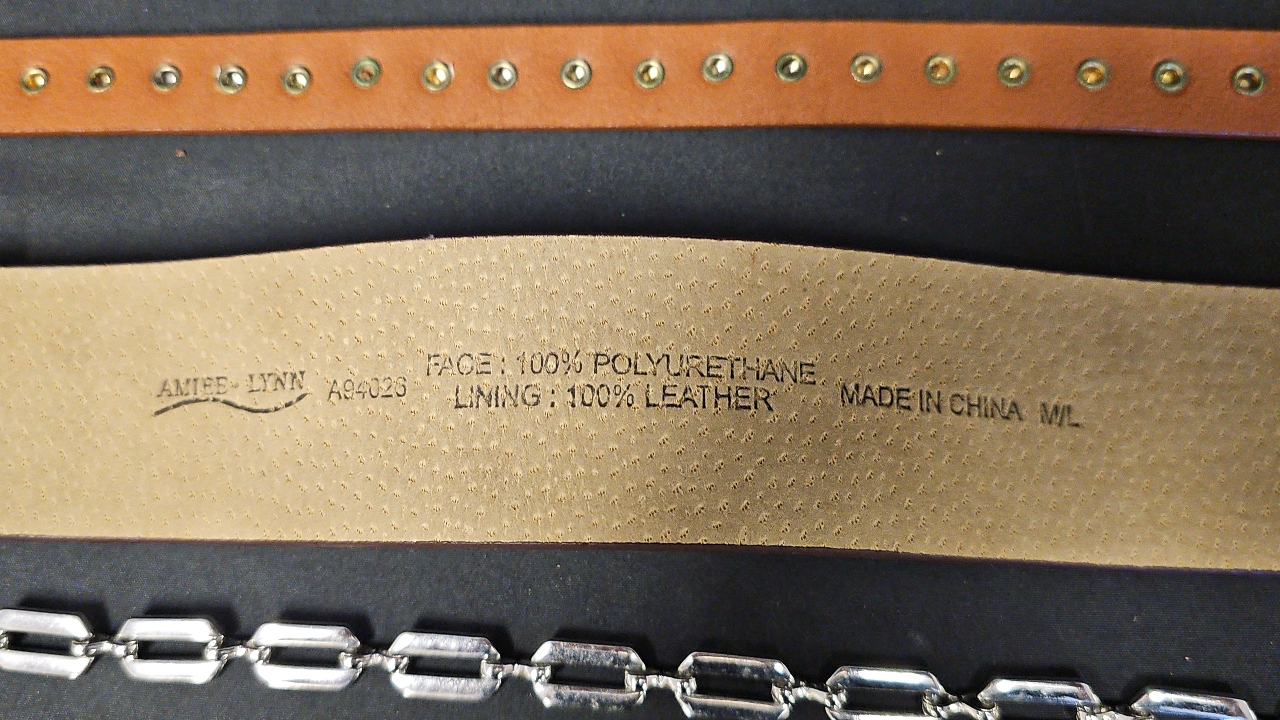 AMIEE LYNN A94026
FACE : 100% POLYURETHANE
LINING : 100% LEATHER
MADE IN CHINA M/L